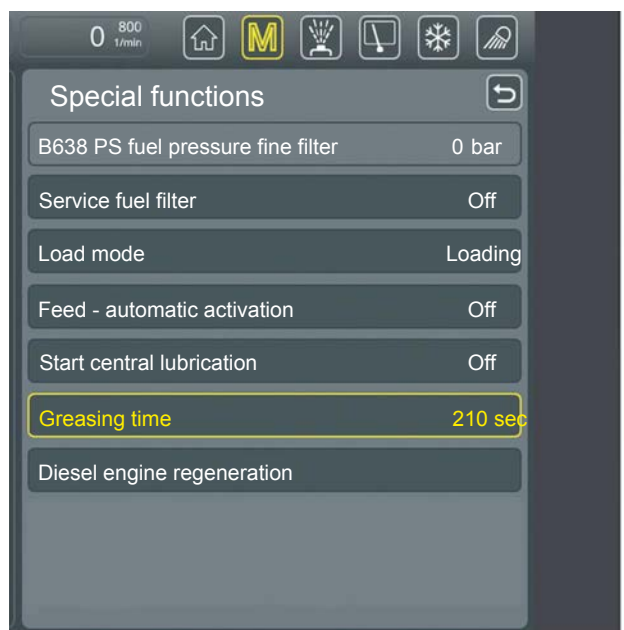 0 800 1/min M
Special functions
B638 PS fuel pressure fine filter 0 bar
Service fuel filter Off
Load mode Loading
Feed - automatic activation Off
Start central lubrication Off
Greasing time 210 sec
Diesel engine regeneration